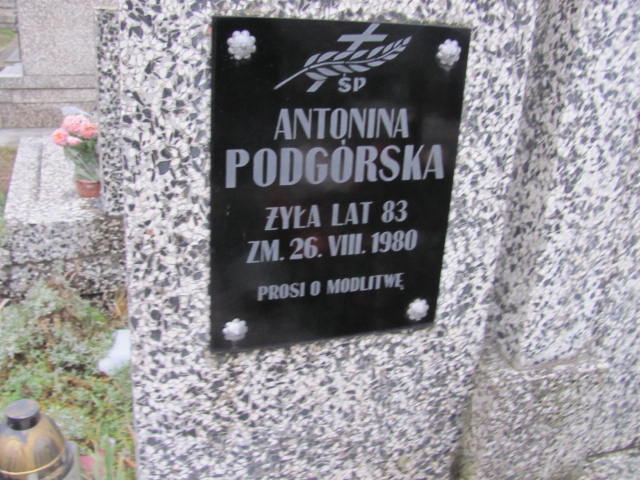 ŚP
ANTONINA
PODGÓRSKA
ŻYŁA LAT 83
ZM. 26. VIII. 1980
PROSI O MODLITWĘ